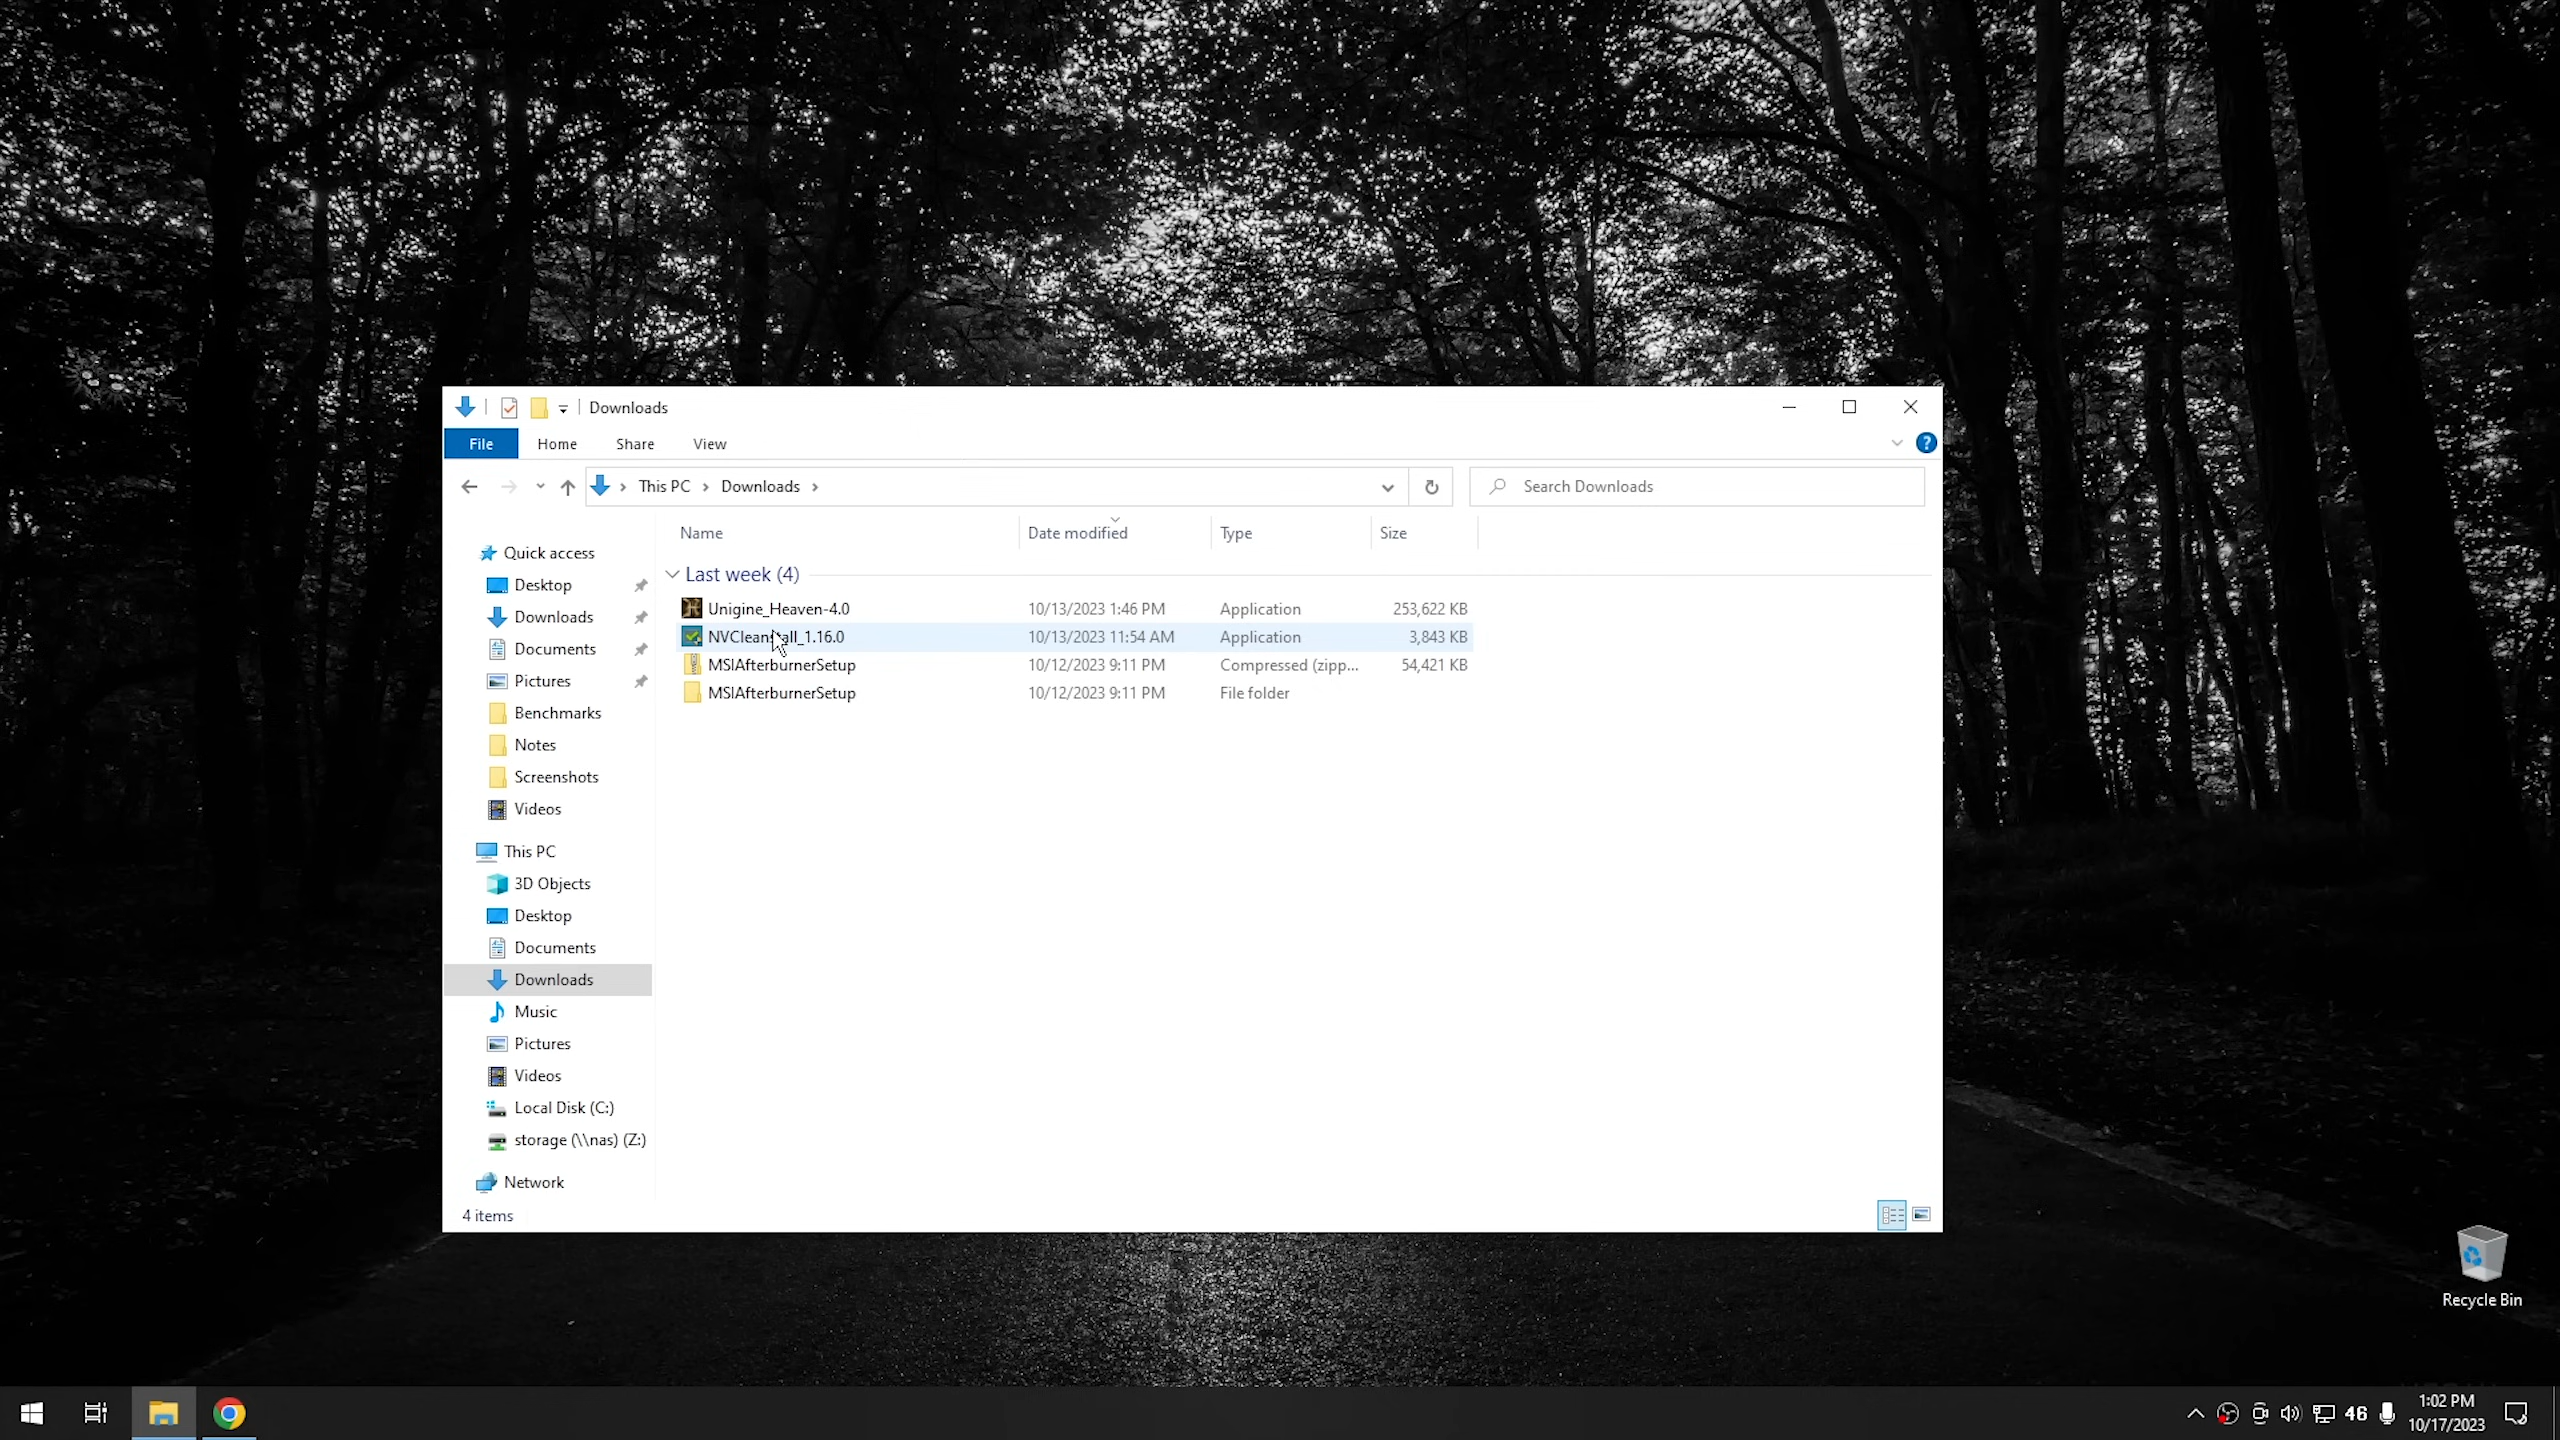 Downloads
File Home Share View
This PC Downloads
Search Downloads
Name Date modified Type Size
Quick access
Desktop
Downloads
Documents
Pictures
Benchmarks
Notes
Screenshots
Videos
This PC
3D Objects
Desktop
Documents
Downloads
Music
Pictures
Videos
Local Disk (C:)
storage (\\nas) (Z:)
Network
Last week (4)
Unigine_Heaven-4.0 10/13/2023 1:46 PM Application 253,622 KB
NVCleanstall_1.16.0 10/13/2023 11:54 AM Application 3,843 KB
MSIAfterburnerSetup 10/12/2023 9:11 PM Compressed (zipp... 54,421 KB
MSIAfterburnerSetup 10/12/2023 9:11 PM File folder
4 items
Recycle Bin
46
1:02 PM
10/17/2023